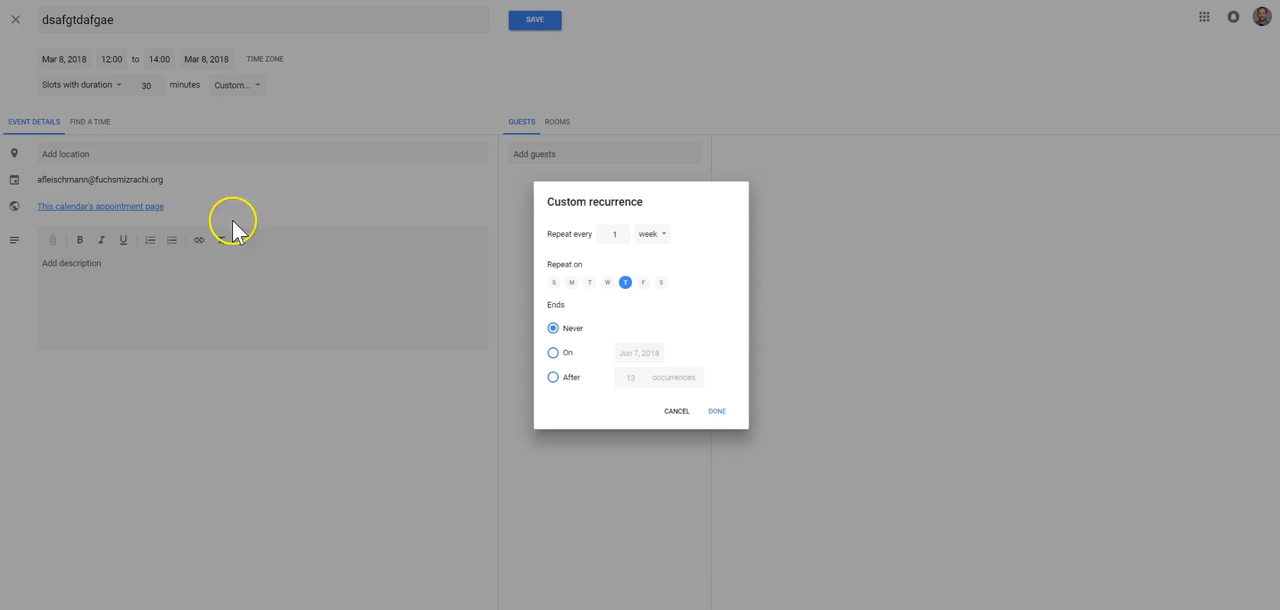 dsafgtdafgae
SAVE
Mar 8, 2018 12:00 to 14:00 Mar 8, 2018 TIME ZONE
Slots with duration 30 minutes Custom...
EVENT DETAILS FIND A TIME GUESTS ROOMS
Add location
Add guests
afleischmann@fuchsmizrachi.org
This calendar's appointment page
B I U
Add description
Custom recurrence
Repeat every 1 week
Repeat on
S M T W T F S
Ends
Never
On Jun 7, 2018
After 13 occurrences
CANCEL DONE